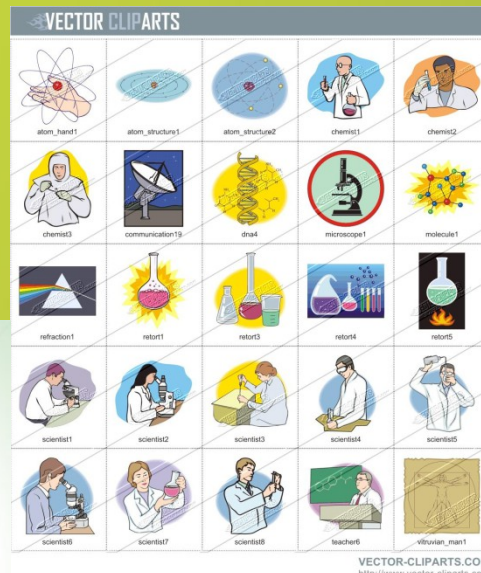 VECTOR CLIPARTS
atom_hand1 atom_structure1 atom_structure2 chemist1 chemist2
chemist3 communication19 dna4 microscope1 molecule1
refraction1 retort1 retort3 retort4 retort5
scientist1 scientist2 scientist3 scientist4 scientist5
scientist6 scientist7 scientist8 teacher6 vitruvian_man1
VECTOR-CLIPARTS.CO